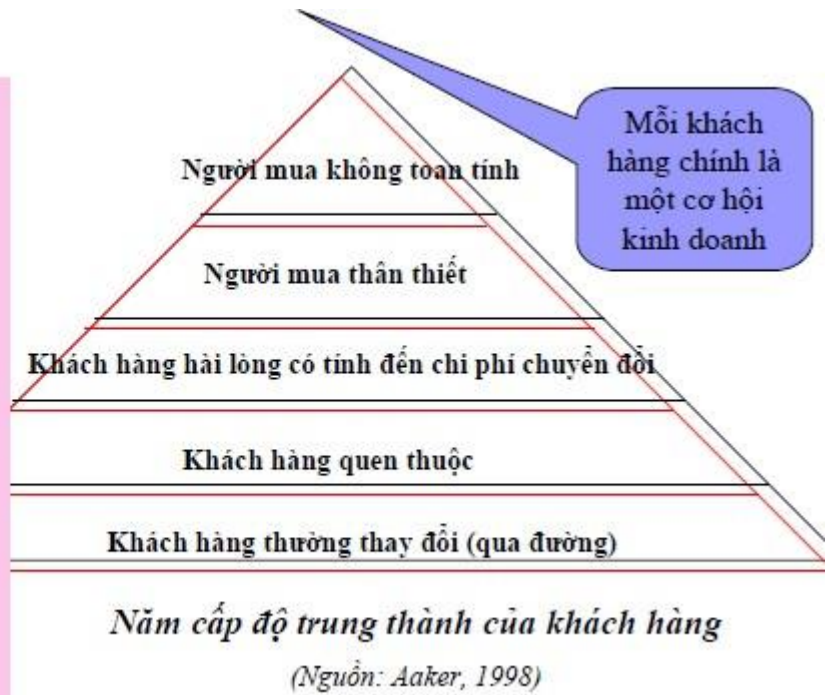 Mỗi khách
hàng chính là
một cơ hội
kinh doanh
Người mua không toan tính
Người mua thân thiết
Khách hàng hài lòng có tính đến chi phí chuyển đổi
Khách hàng quen thuộc
Khách hàng thường thay đổi (qua đường)
Năm cấp độ trung thành của khách hàng
(Nguồn: Aaker, 1998)